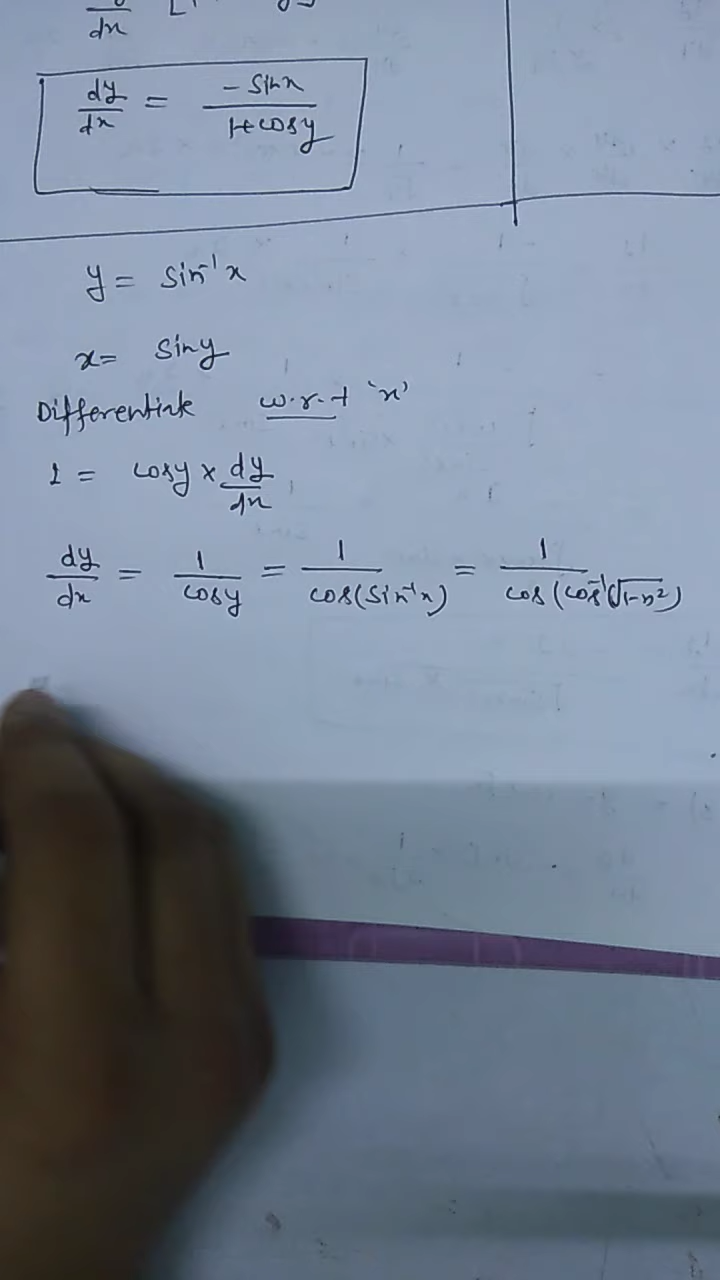 dy/dx = -sinx / 1+cosy
y = sin⁻¹x
x = siny
Differentiate w.r.t 'x'
1 = cosy × dy/dx
dy/dx = 1/cosy = 1/cos(sin⁻¹x) = 1/cos(cos⁻¹(√1-x²)